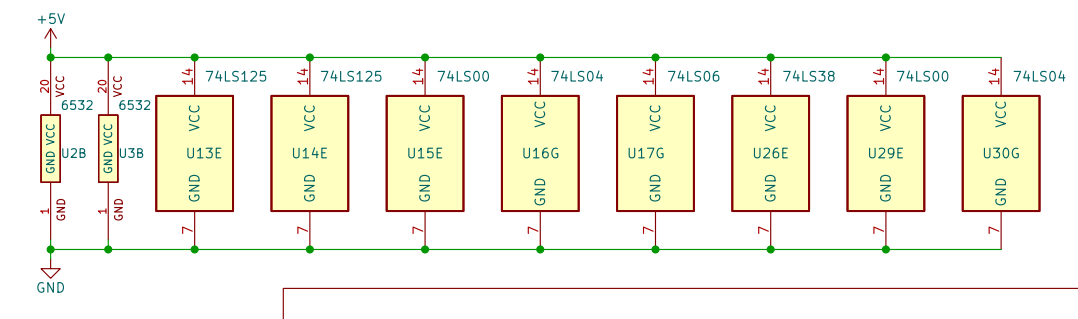 +5V
20 VCC 20 VCC 14 14 14 14 14 14 14 14
74LS125 74LS125 74LS00 74LS04 74LS06 74LS38 74LS00 74LS04
6532 6532
VCC VCC VCC VCC VCC VCC VCC VCC VCC VCC
U2B U3B U13E U14E U15E U16G U17G U26E U29E U30G
GND GND GND GND GND GND GND GND GND GND
1 GND 1 GND 7 7 7 7 7 7 7 7
GND